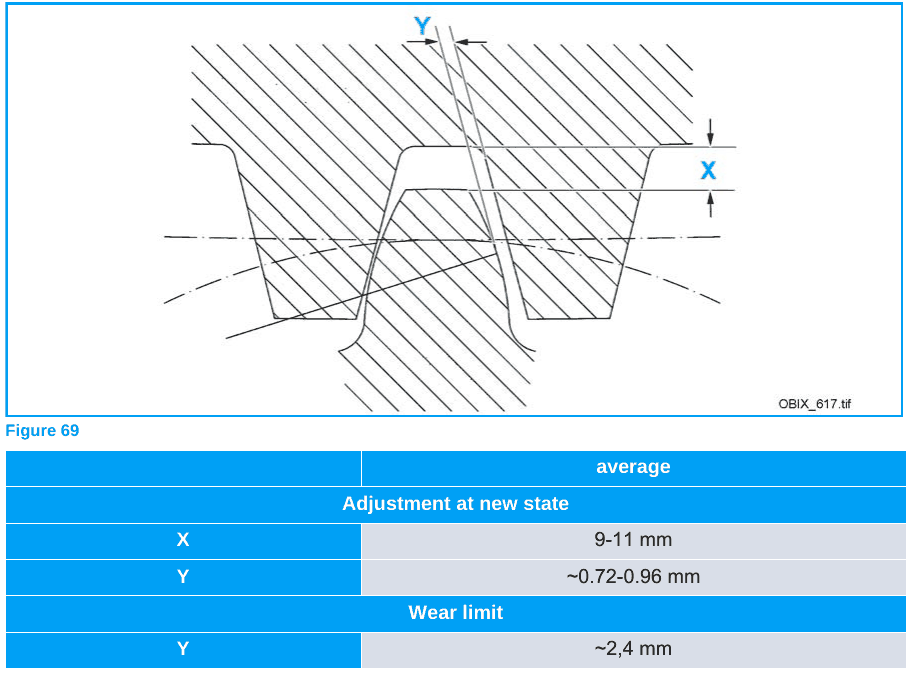 Y
X
OBIX_617.tif
Figure 69
average
Adjustment at new state
X 9-11 mm
Y ~0.72-0.96 mm
Wear limit
Y ~2,4 mm